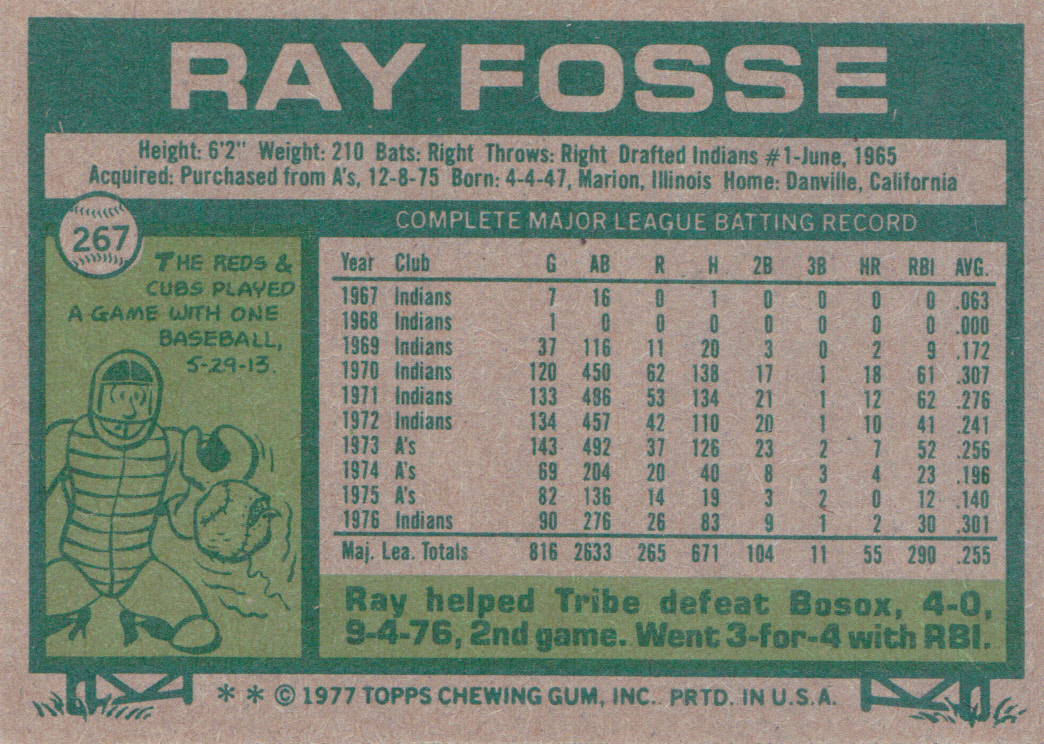 RAY FOSSE
Height: 6'2" Weight: 210 Bats: Right Throws: Right Drafted Indians #1-June, 1965
Acquired: Purchased from A's, 12-8-75 Born: 4-4-47, Marion, Illinois Home: Danville, California
267
THE REDS &
CUBS PLAYED
A GAME WITH ONE
BASEBALL,
5-29-13.
COMPLETE MAJOR LEAGUE BATTING RECORD
Year Club G AB R H 2B 3B HR RBI AVG.
1967 Indians 7 16 0 1 0 0 0 0 .063
1968 Indians 1 0 0 0 0 0 0 0 .000
1969 Indians 37 116 11 20 3 0 2 9 .172
1970 Indians 120 450 62 138 17 1 18 61 .307
1971 Indians 133 486 53 134 21 1 12 62 .276
1972 Indians 134 457 42 110 20 1 10 41 .241
1973 A's 143 492 37 126 23 2 7 52 .256
1974 A's 69 204 20 40 8 3 4 23 .196
1975 A's 82 136 14 19 3 2 0 12 .140
1976 Indians 90 276 26 83 9 1 2 30 .301
Maj. Lea. Totals 816 2633 265 671 104 11 55 290 .255
Ray helped Tribe defeat Bosox, 4-0,
9-4-76, 2nd game. Went 3-for-4 with RBI.
** © 1977 TOPPS CHEWING GUM, INC. PRTD. IN U.S.A.